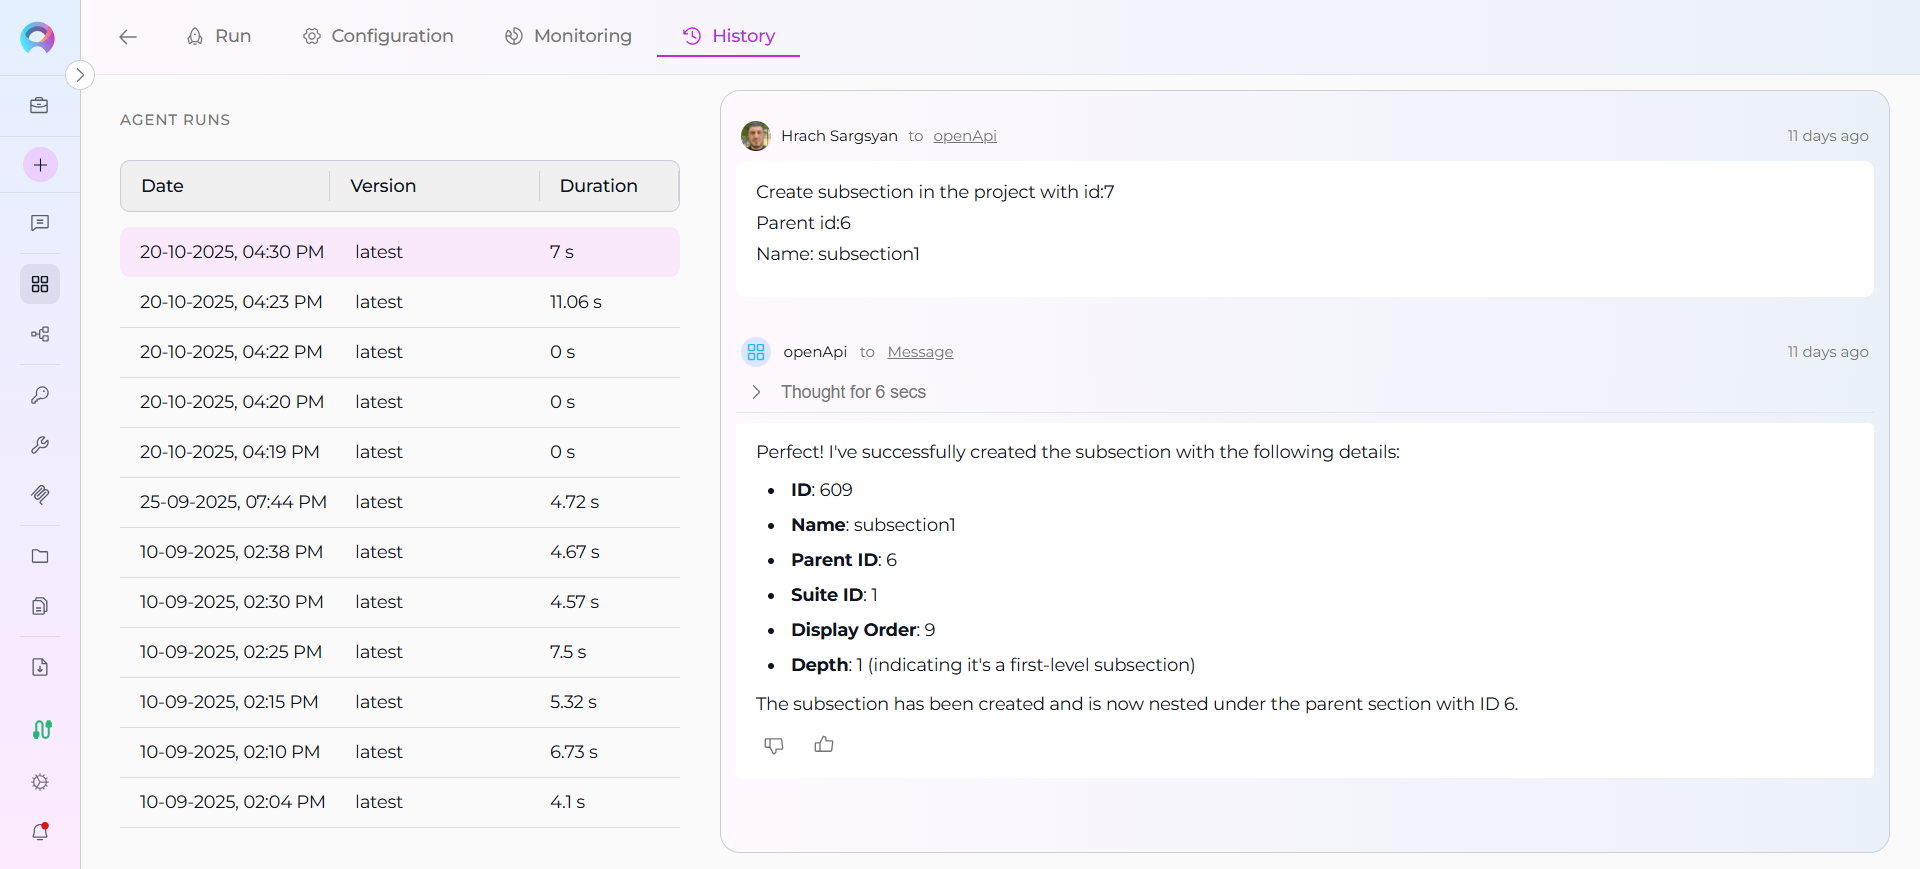 Run
Configuration
Monitoring
History
AGENT RUNS
Date Version Duration
20-10-2025, 04:30 PM latest 7 s
20-10-2025, 04:23 PM latest 11.06 s
20-10-2025, 04:22 PM latest 0 s
20-10-2025, 04:20 PM latest 0 s
20-10-2025, 04:19 PM latest 0 s
25-09-2025, 07:44 PM latest 4.72 s
10-09-2025, 02:38 PM latest 4.67 s
10-09-2025, 02:30 PM latest 4.57 s
10-09-2025, 02:25 PM latest 7.5 s
10-09-2025, 02:15 PM latest 5.32 s
10-09-2025, 02:10 PM latest 6.73 s
10-09-2025, 02:04 PM latest 4.1 s
Hrach Sargsyan to openApi 11 days ago
Create subsection in the project with id:7
Parent id:6
Name: subsection1
openApi to Message 11 days ago
Thought for 6 secs
Perfect! I've successfully created the subsection with the following details:
• ID: 609
• Name: subsection1
• Parent ID: 6
• Suite ID: 1
• Display Order: 9
• Depth: 1 (indicating it's a first-level subsection)
The subsection has been created and is now nested under the parent section with ID 6.